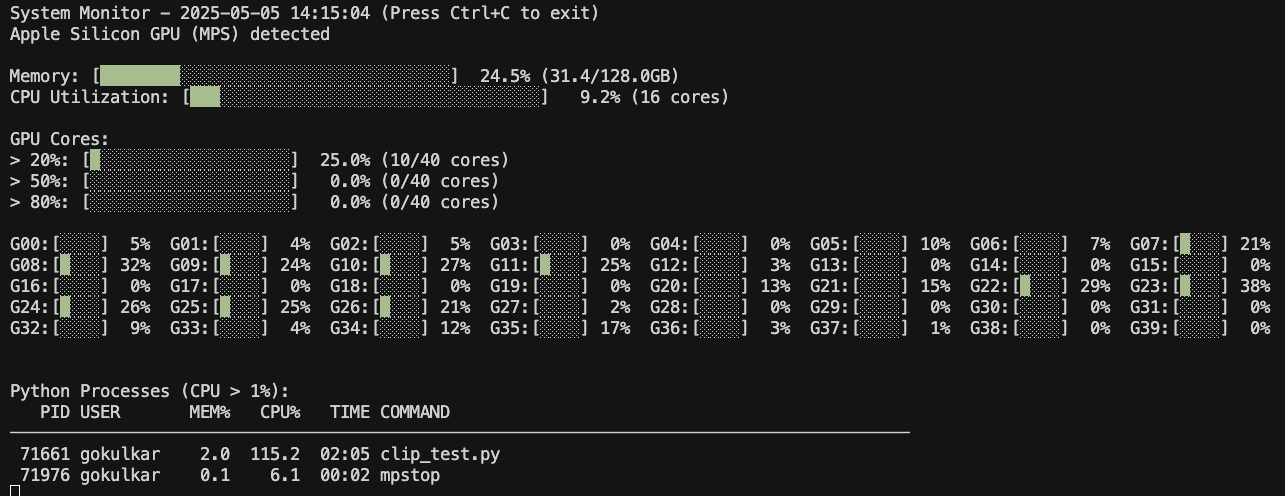 System Monitor – 2025-05-05 14:15:04 (Press Ctrl+C to exit)
Apple Silicon GPU (MPS) detected
Memory: [ ] 24.5% (31.4/128.0GB)
CPU Utilization: [ ] 9.2% (16 cores)
GPU Cores:
> 20%: [ ] 25.0% (10/40 cores)
> 50%: [ ] 0.0% (0/40 cores)
> 80%: [ ] 0.0% (0/40 cores)
G00:[ ] 5% G01:[ ] 4% G02:[ ] 5% G03:[ ] 0% G04:[ ] 0% G05:[ ] 10% G06:[ ] 7% G07:[ ] 21%
G08:[ ] 32% G09:[ ] 24% G10:[ ] 27% G11:[ ] 25% G12:[ ] 3% G13:[ ] 0% G14:[ ] 0% G15:[ ] 0%
G16:[ ] 0% G17:[ ] 0% G18:[ ] 0% G19:[ ] 0% G20:[ ] 13% G21:[ ] 15% G22:[ ] 29% G23:[ ] 38%
G24:[ ] 26% G25:[ ] 25% G26:[ ] 21% G27:[ ] 2% G28:[ ] 0% G29:[ ] 0% G30:[ ] 0% G31:[ ] 0%
G32:[ ] 9% G33:[ ] 4% G34:[ ] 12% G35:[ ] 17% G36:[ ] 3% G37:[ ] 1% G38:[ ] 0% G39:[ ] 0%
Python Processes (CPU > 1%):
PID USER MEM% CPU% TIME COMMAND
71661 gokulkar 2.0 115.2 02:05 clip_test.py
71976 gokulkar 0.1 6.1 00:02 mpstop